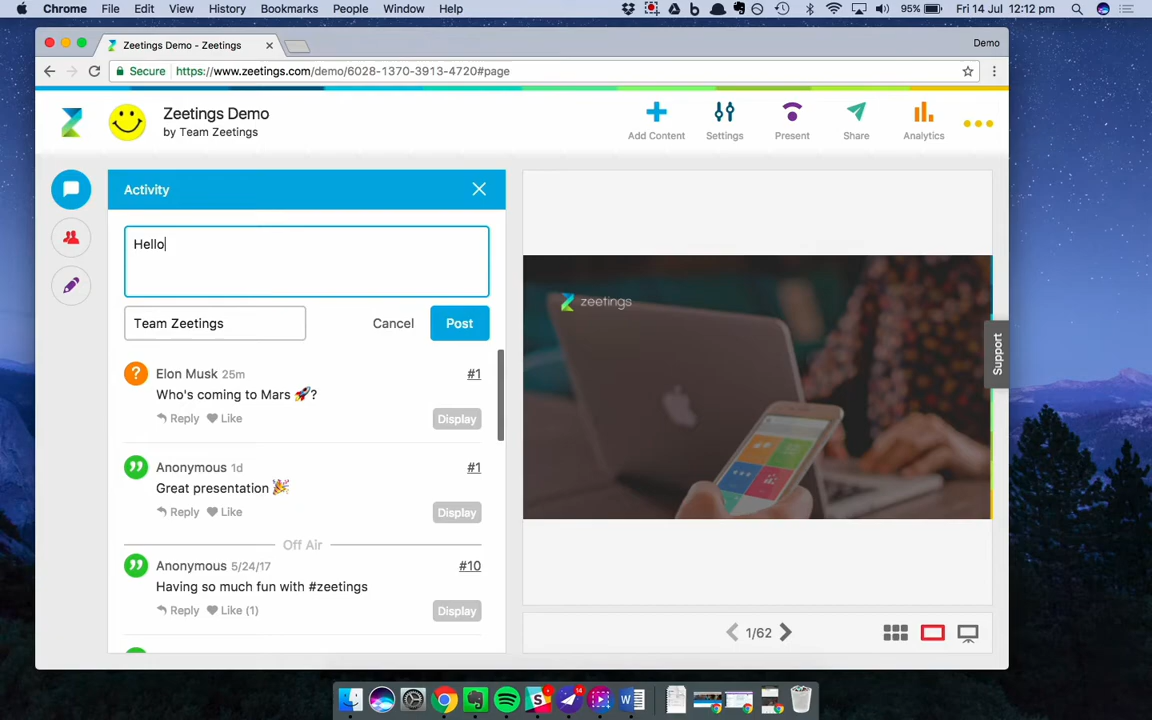 Chrome File Edit View History Bookmarks People Window Help 95% Fri 14 Jul 12:12 pm
Zeetings Demo - Zeetings Demo
Secure https://www.zeetings.com/demo/6028-1370-3913-4720#page
Zeetings Demo
by Team Zeetings
Add Content Settings Present Share Analytics
Activity
Hello
Team Zeetings Cancel Post
Elon Musk 25m #1
Who's coming to Mars 🚀?
Reply Like Display
Anonymous 1d #1
Great presentation 🎉
Reply Like Display
Off Air
Anonymous 5/24/17 #10
Having so much fun with #zeetings
Reply Like (1) Display
zeetings
Support
1/62
14